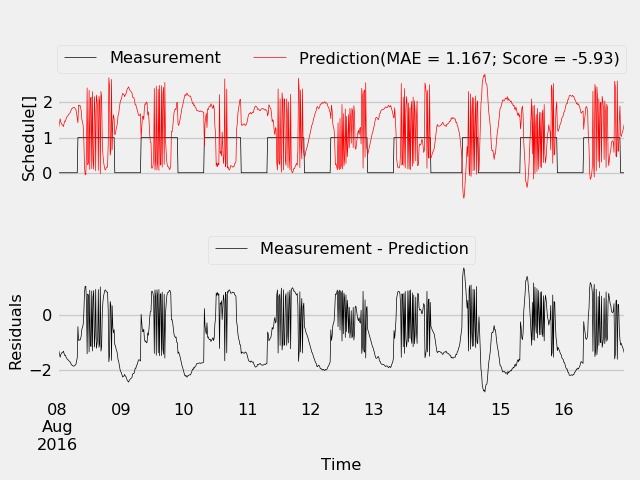 Measurement Prediction(MAE = 1.167; Score = -5.93)
Schedule[]
2
1
0
Measurement - Prediction
Residuals
0
−2
08 09 10 11 12 13 14 15 16
Aug
2016
Time